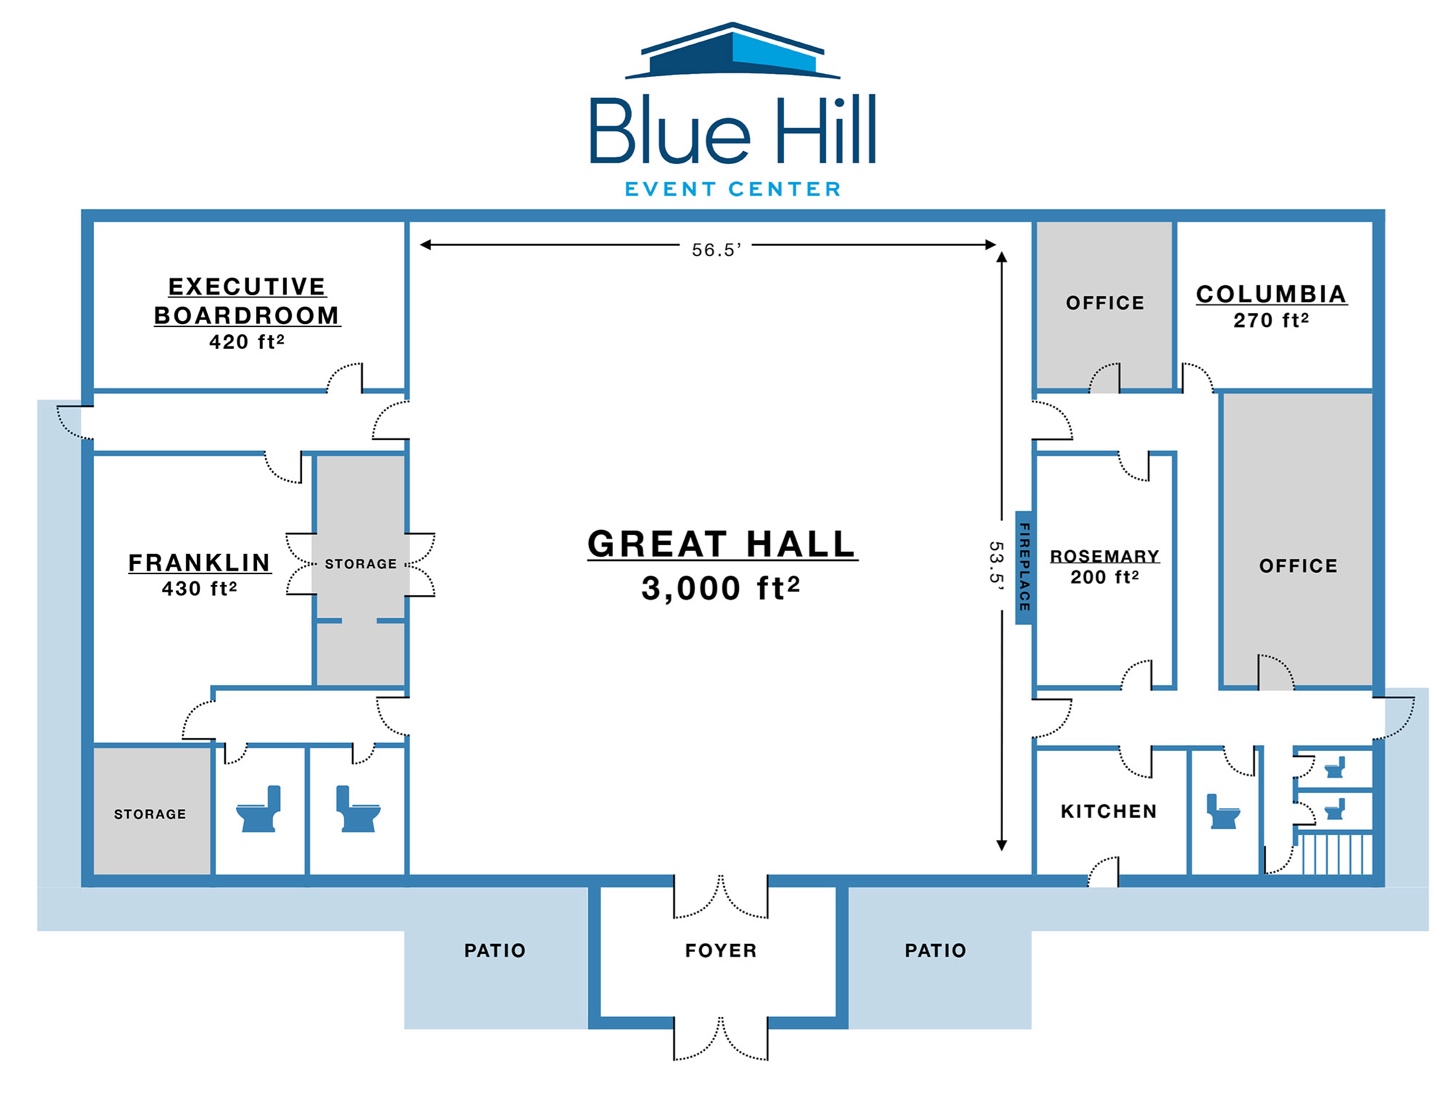 Blue Hill
EVENT CENTER
56.5’
EXECUTIVE
BOARDROOM
420 ft²
OFFICE
COLUMBIA
270 ft²
GREAT HALL
3,000 ft²
53.5’
FIREPLACE
FRANKLIN
430 ft²
STORAGE
ROSEMARY
200 ft²
OFFICE
STORAGE
KITCHEN
PATIO
FOYER
PATIO